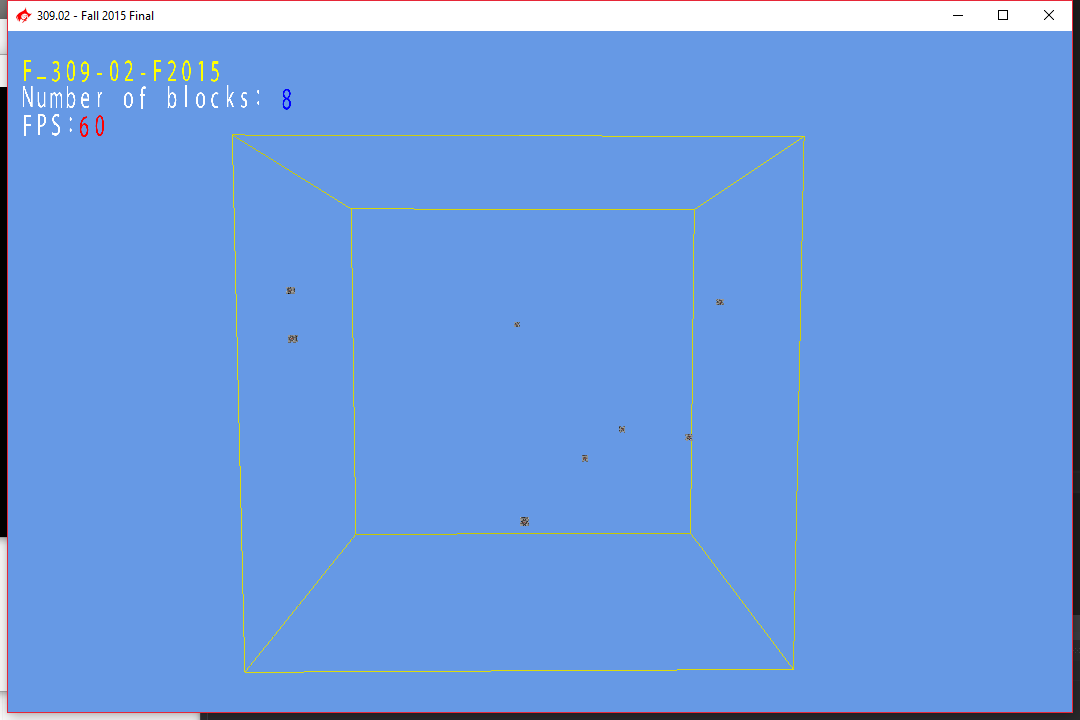 309.02 - Fall 2015 Final
F_309-02-F2015
Number of blocks: 8
FPS:60